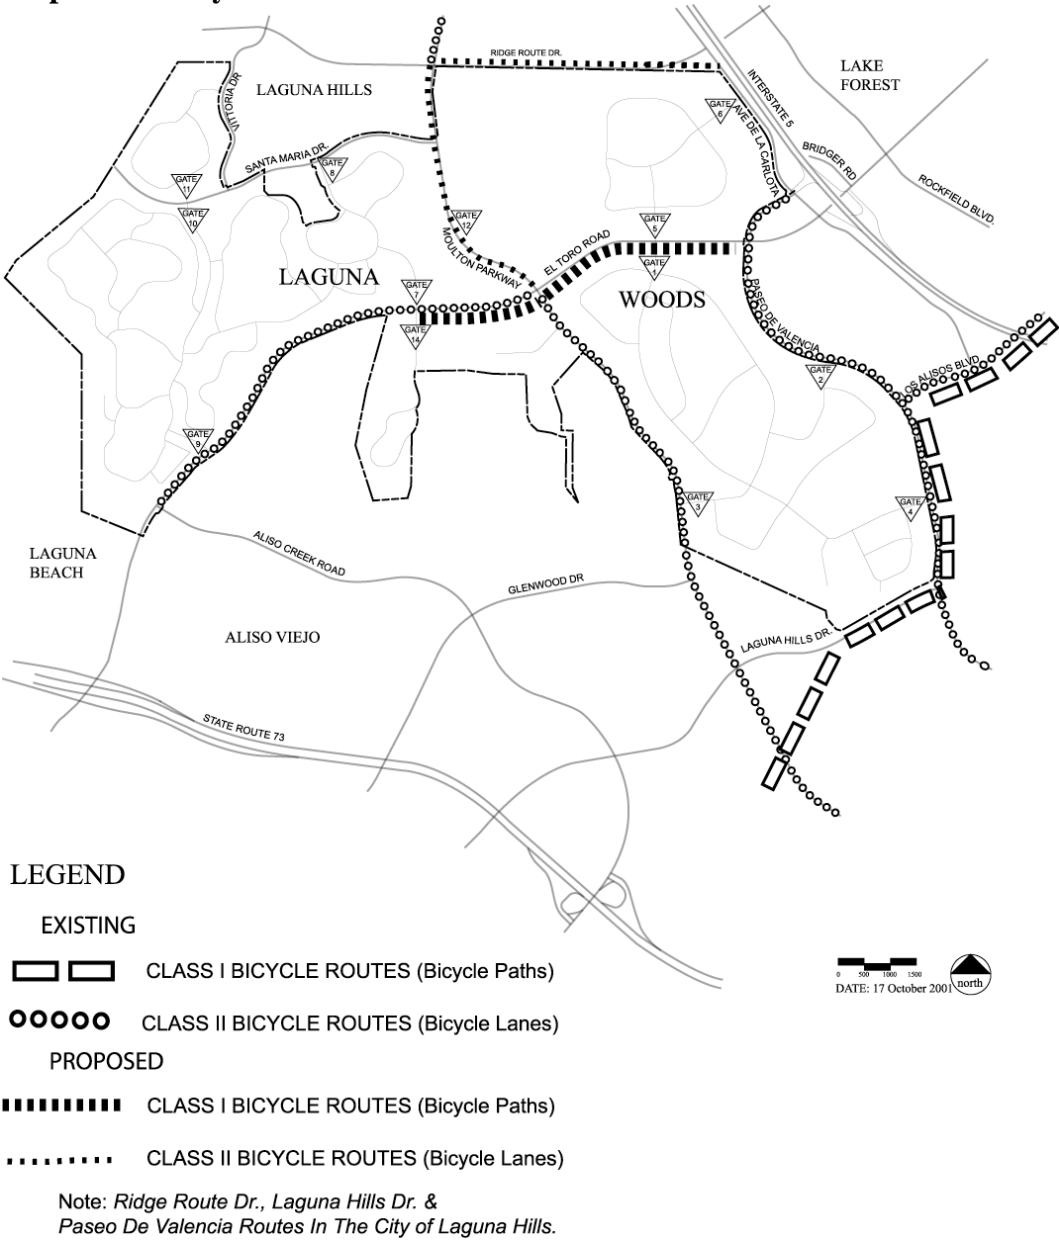 RIDGE ROUTE DR.
LAKE
FOREST
LAGUNA HILLS
VITTORIA DR
INTERSTATE 5
GATE
6
AVE DE LA CARLOTA
BRIDGER RD
ROCKFIELD BLVD.
SANTA MARIA DR.
GATE
8
GATE
11
GATE
10
GATE
12
GATE
5
MOULTON PARKWAY
EL TORO ROAD
GATE
1
LAGUNA
WOODS
GATE
7
GATE
14
PASEO DE VALENCIA
GATE
2
LOS ALISOS BLVD
GATE
9
GATE
3
GATE
4
LAGUNA
BEACH
ALISO CREEK ROAD
GLENWOOD DR
ALISO VIEJO
LAGUNA HILLS DR.
STATE ROUTE 73
LEGEND
EXISTING
CLASS I BICYCLE ROUTES (Bicycle Paths)
CLASS II BICYCLE ROUTES (Bicycle Lanes)
PROPOSED
CLASS I BICYCLE ROUTES (Bicycle Paths)
CLASS II BICYCLE ROUTES (Bicycle Lanes)
Note: Ridge Route Dr., Laguna Hills Dr. &
Paseo De Valencia Routes In The City of Laguna Hills.
0 500 1000 1500
DATE: 17 October 2001
north